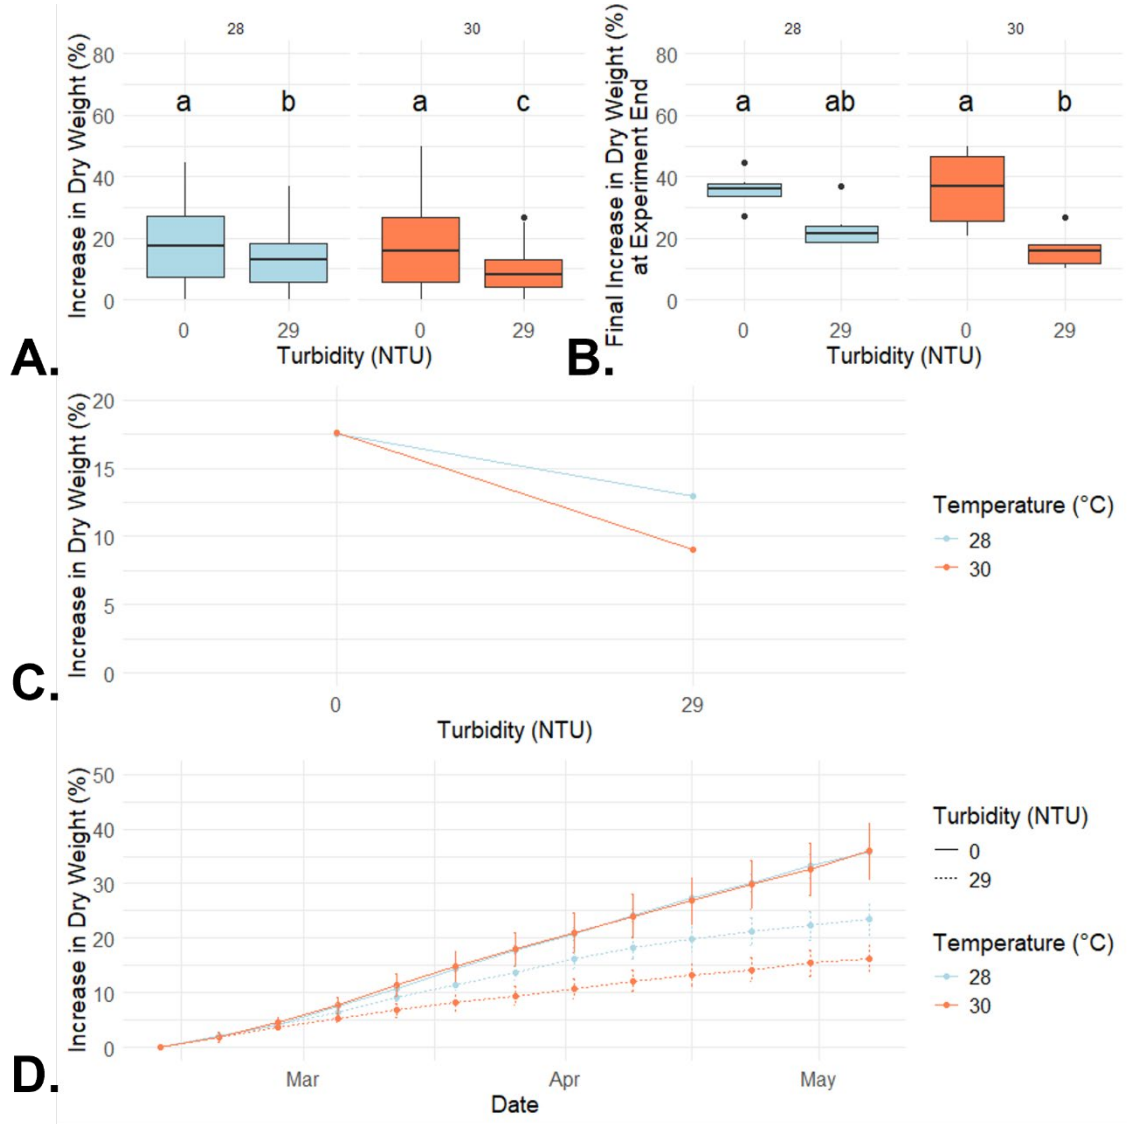 A.
Increase in Dry Weight (%)
28
30
80
60
40
20
0
a
b
a
c
0
29
0
29
Turbidity (NTU)
B.
Final Increase in Dry Weight (%)
at Experiment End
28
30
80
60
40
20
0
a
ab
a
b
0
29
0
29
Turbidity (NTU)
C.
Increase in Dry Weight (%)
20
15
10
5
0
0
29
Turbidity (NTU)
Temperature (°C)
28
30
D.
Increase in Dry Weight (%)
50
40
30
20
10
0
Mar
Apr
May
Date
Turbidity (NTU)
0
29
Temperature (°C)
28
30